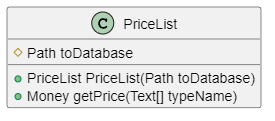 C PriceList
Path toDatabase
PriceList PriceList(Path toDatabase)
Money getPrice(Text[] typeName)